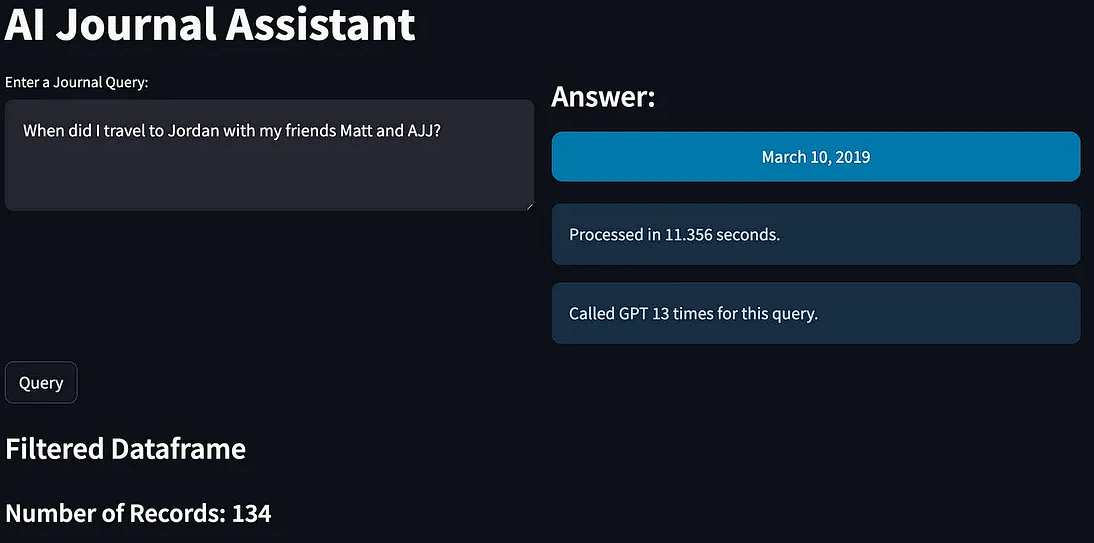 AI Journal Assistant
Enter a Journal Query:
When did I travel to Jordan with my friends Matt and AJJ?
Answer:
March 10, 2019
Processed in 11.356 seconds.
Called GPT 13 times for this query.
Query
Filtered Dataframe
Number of Records: 134